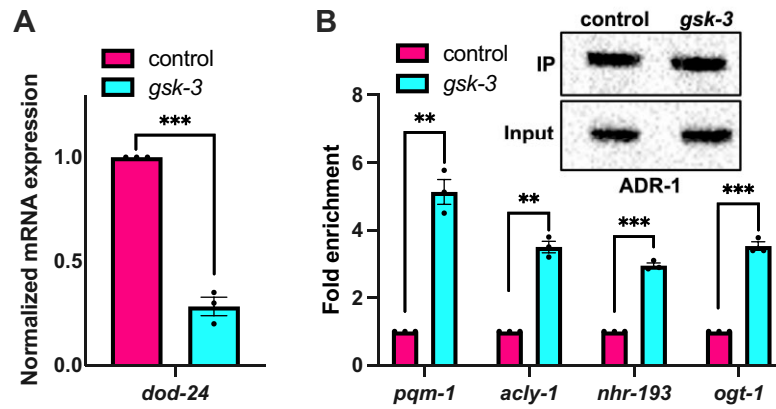 A
control
gsk-3
Normalized mRNA expression
1.0
0.5
0.0
***
dod-24
B
control
gsk-3
control gsk-3
IP
Input
ADR-1
Fold enrichment
8
6
4
2
0
**
**
***
***
pqm-1 acly-1 nhr-193 ogt-1